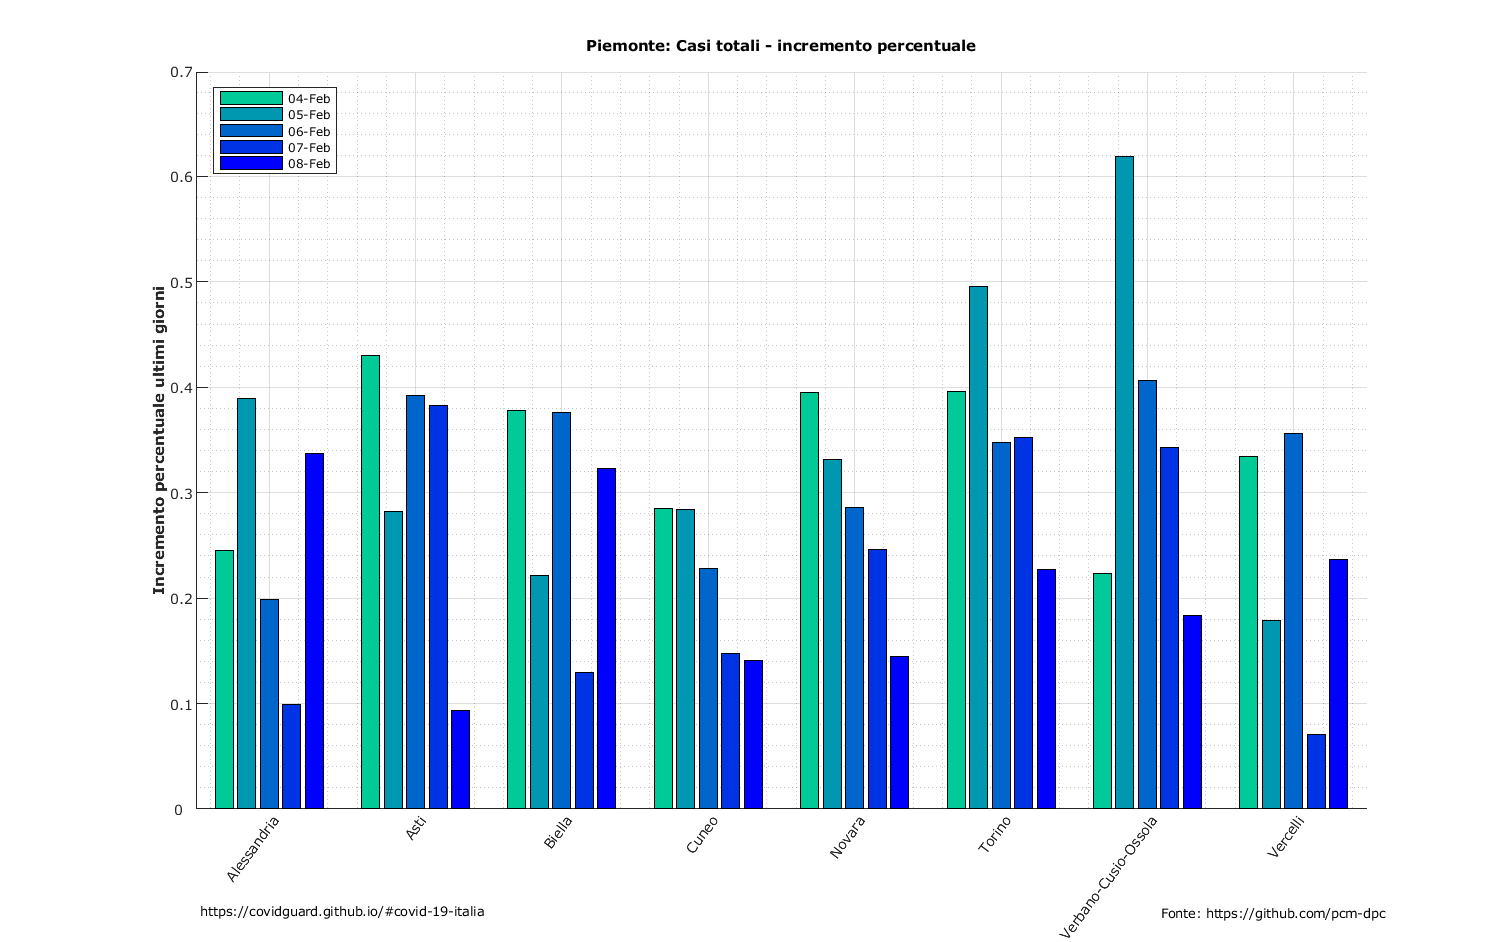 Piemonte: Casi totali - incremento percentuale
0.7
0.6
0.5
0.4
0.3
0.2
0.1
0
Incremento percentuale ultimi giorni
04-Feb
05-Feb
06-Feb
07-Feb
08-Feb
Alessandria
Asti
Biella
Cuneo
Novara
Torino
Verbano-Cusio-Ossola
Vercelli
https://covidguard.github.io/#covid-19-italia
Fonte: https://github.com/pcm-dpc